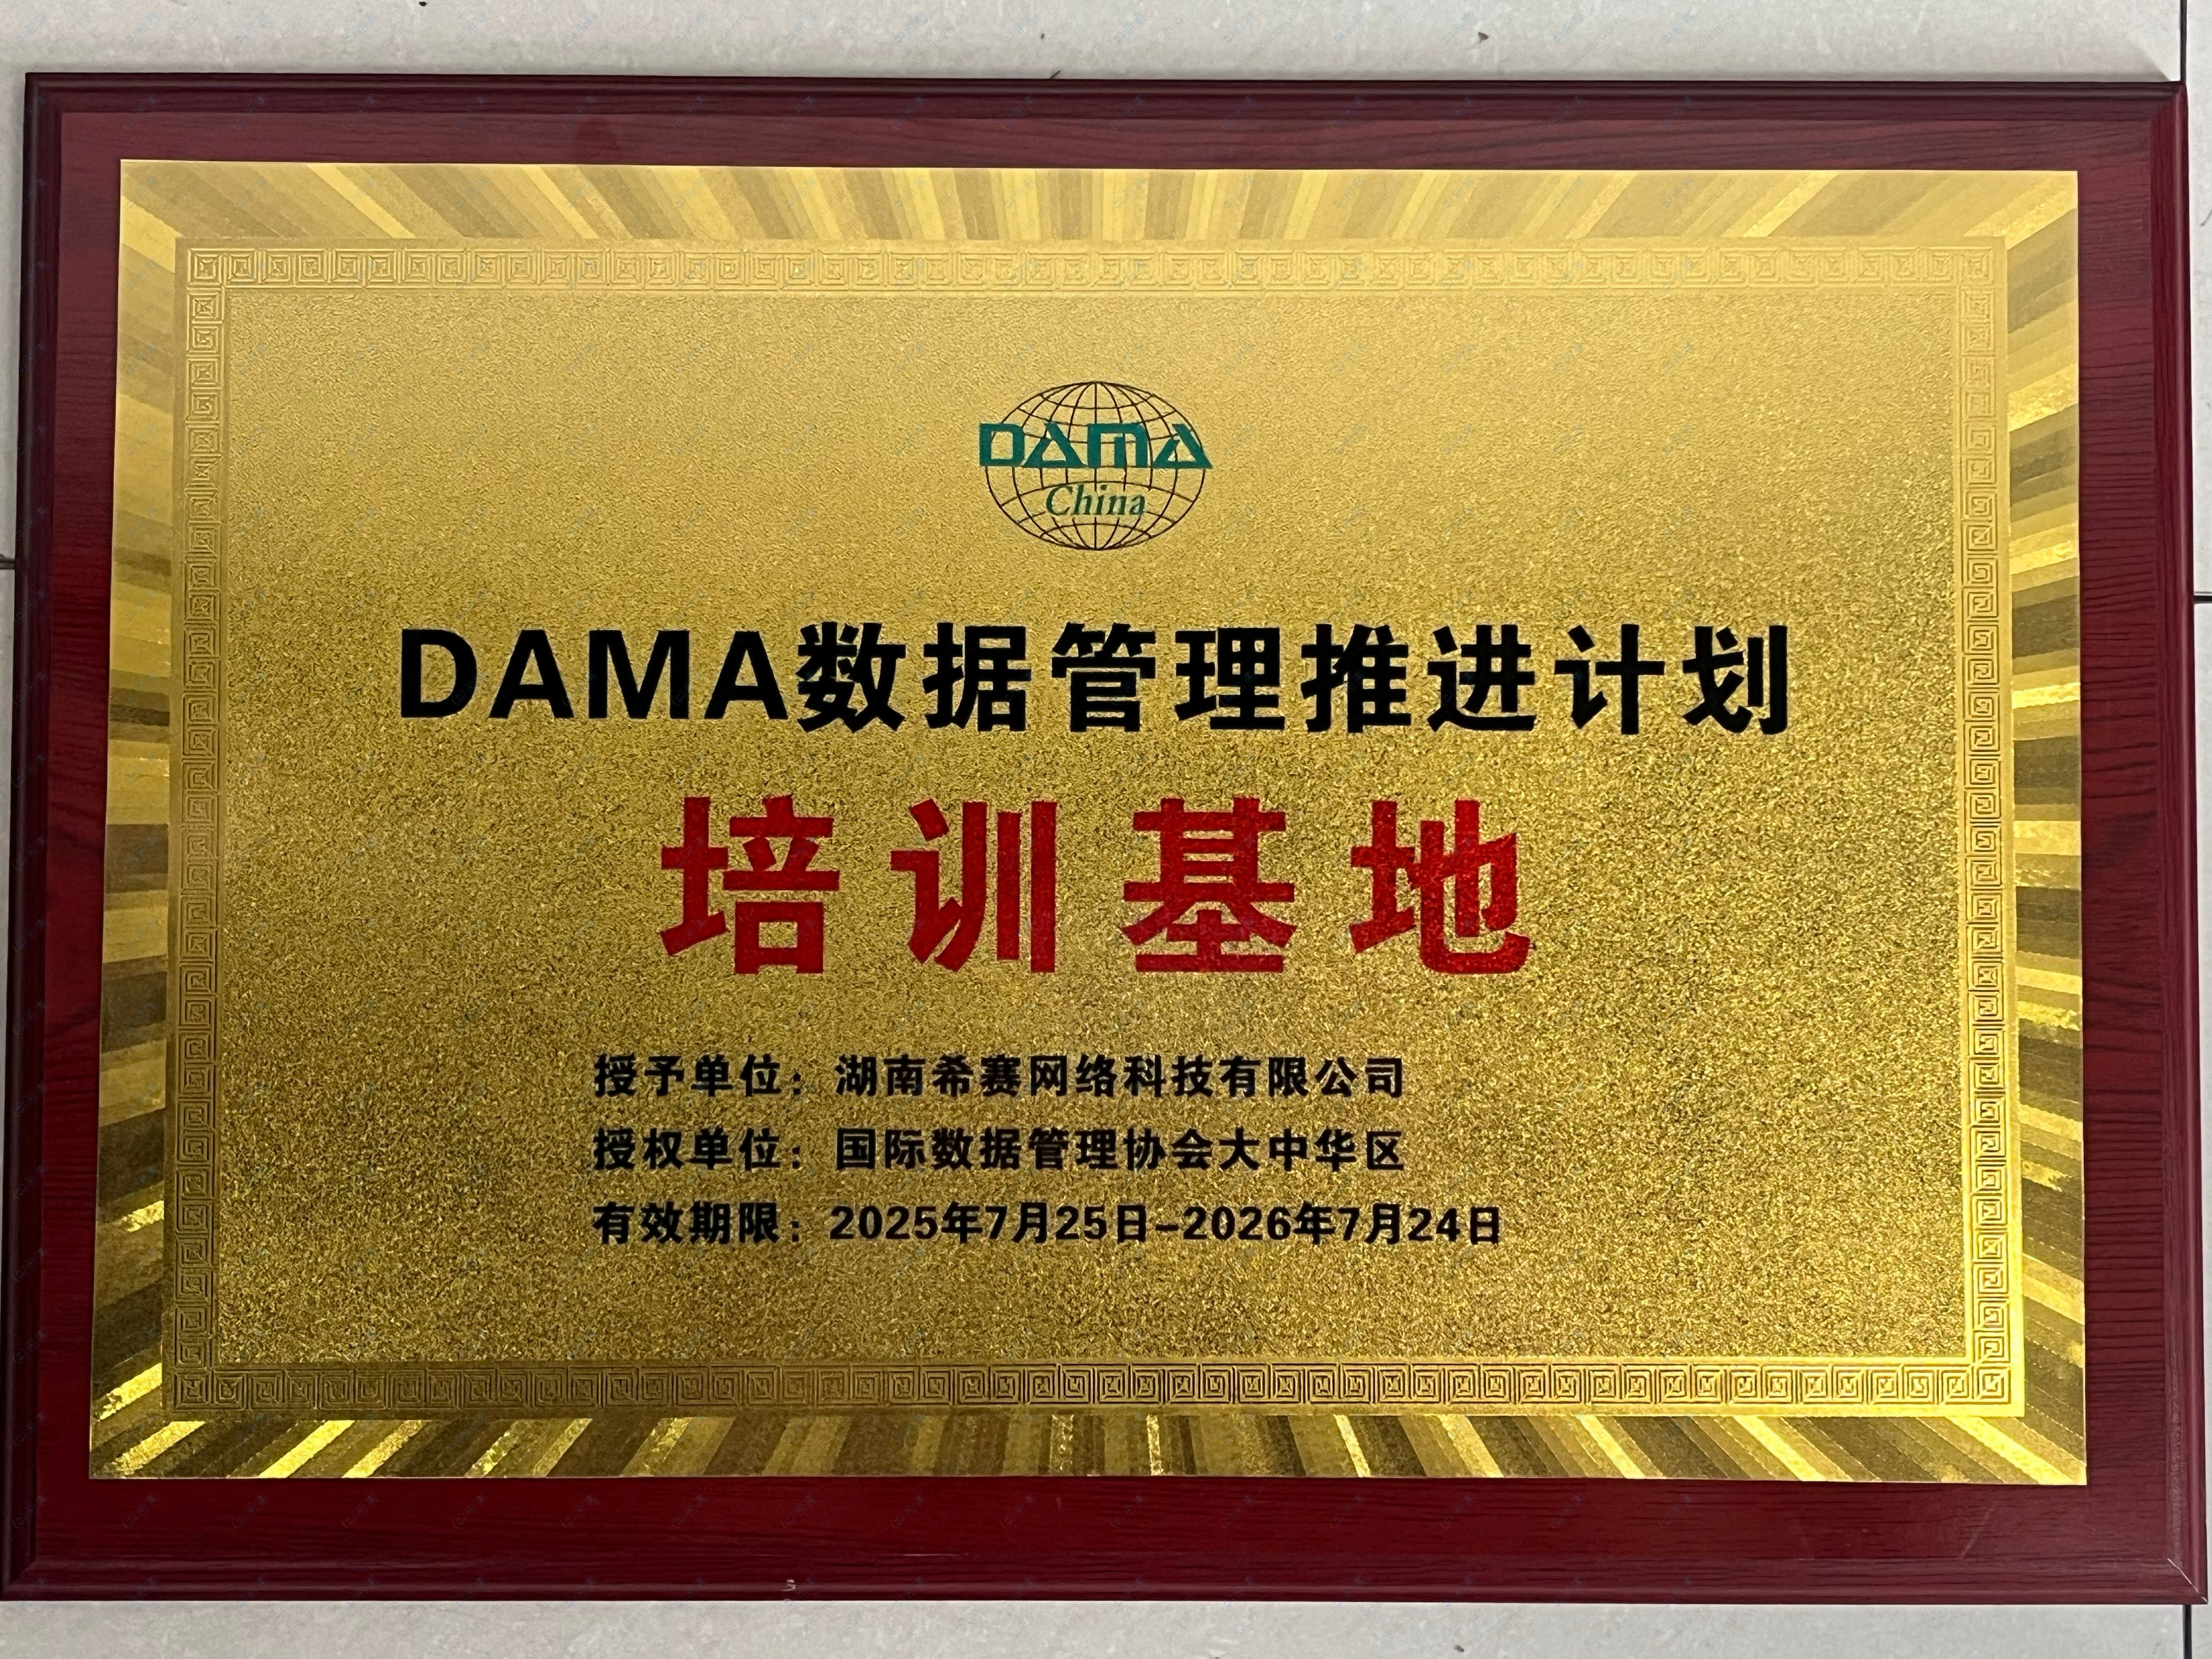 DAMA
China
DAMA数据管理推进计划
培训基地
授予单位：湖南希赛网络科技有限公司
授权单位：国际数据管理协会大中华区
有效期限：2025年7月25日-2026年7月24日